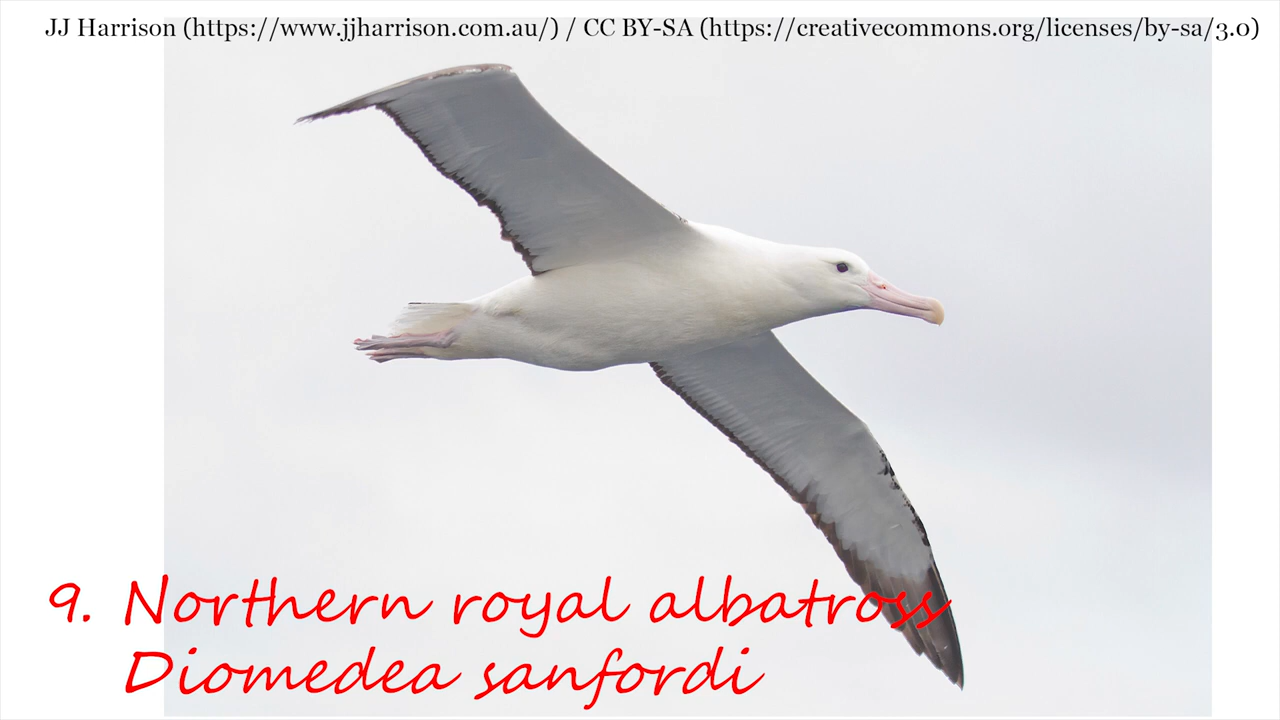 JJ Harrison (https://www.jjharrison.com.au/) / CC BY-SA (https://creativecommons.org/licenses/by-sa/3.0)
9. Northern royal albatross
Diomedea sanfordi